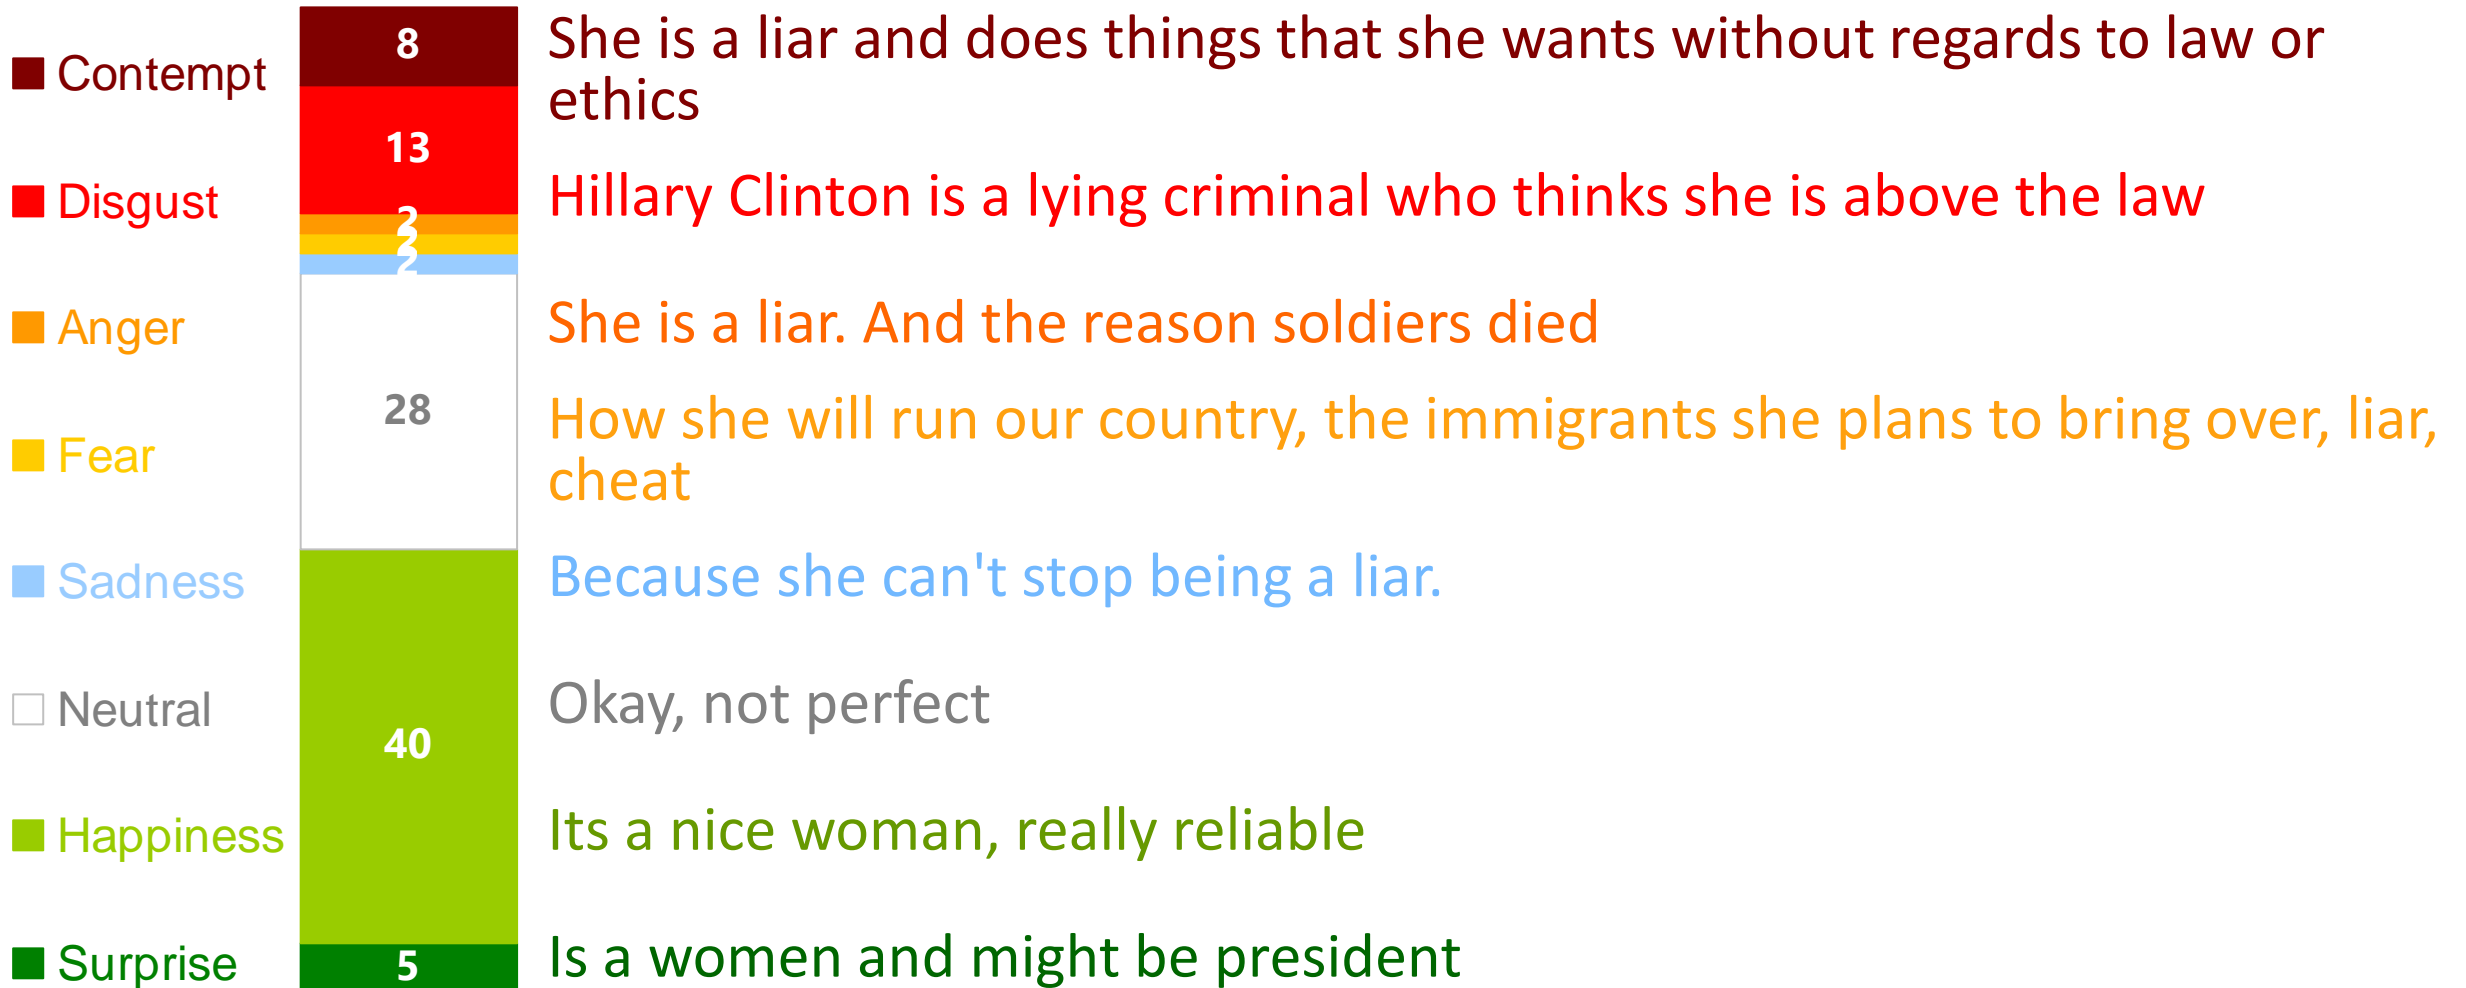 Contempt
Disgust
Anger
Fear
Sadness
Neutral
Happiness
Surprise
8
13
2
2
2
28
40
5
She is a liar and does things that she wants without regards to law or
ethics
Hillary Clinton is a lying criminal who thinks she is above the law
She is a liar. And the reason soldiers died
How she will run our country, the immigrants she plans to bring over, liar,
cheat
Because she can't stop being a liar.
Okay, not perfect
Its a nice woman, really reliable
Is a women and might be president